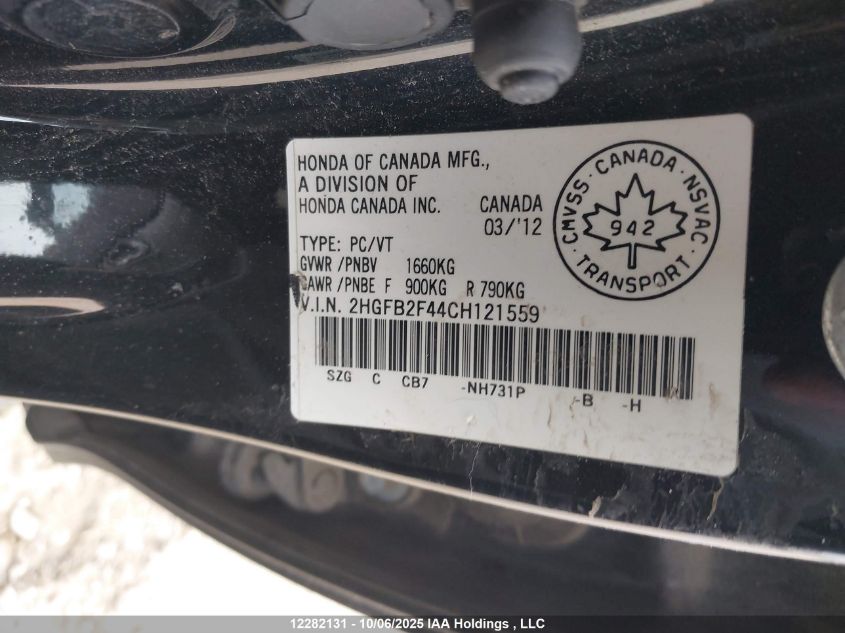 HONDA OF CANADA MFG.,
A DIVISION OF
HONDA CANADA INC. CANADA
03/'12
TYPE: PC/VT
GVWR /PNBV 1660KG
GAWR /PNBE F 900KG R 790KG
V.I.N. 2HGFB2F44CH121559
SZG C CB7 -NH731P -B -H
CMVSS · CANADA · NSVAC
942
TRANSPORT
12282131 - 10/06/2025 IAA Holdings , LLC